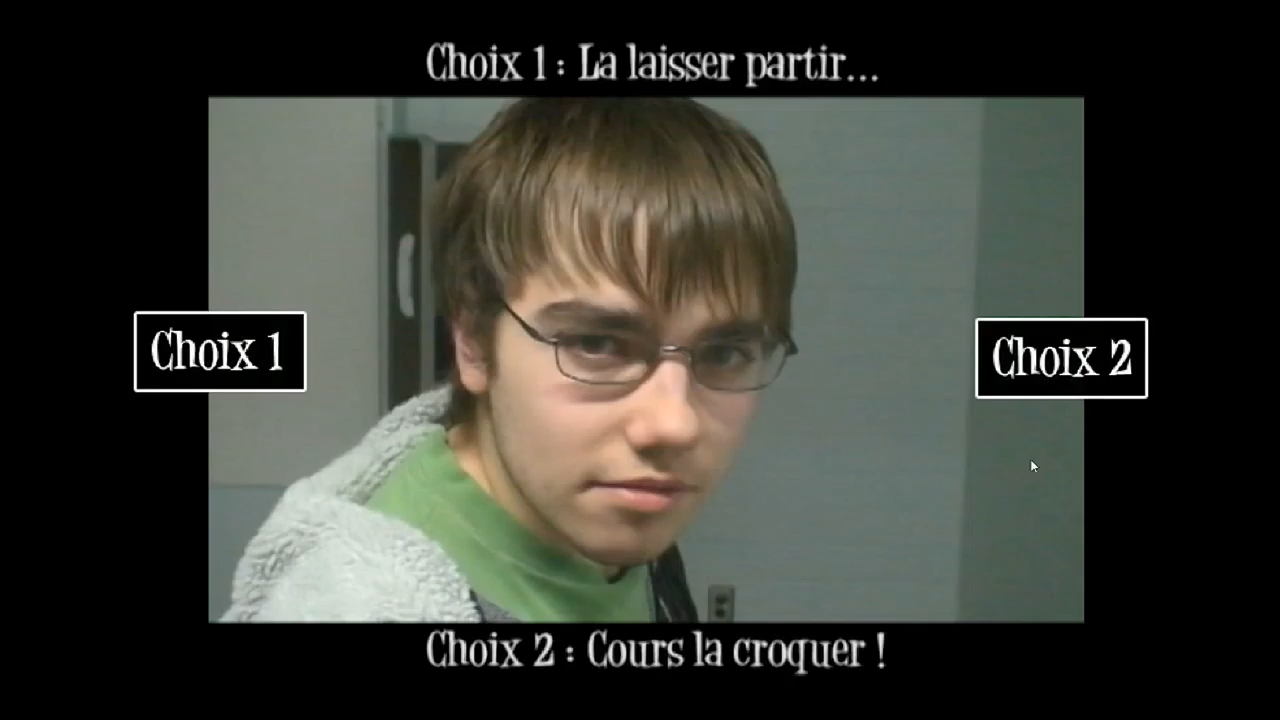 Choix 1 : La laisser partir...
Choix 1
Choix 2
Choix 2 : Cours la croquer !